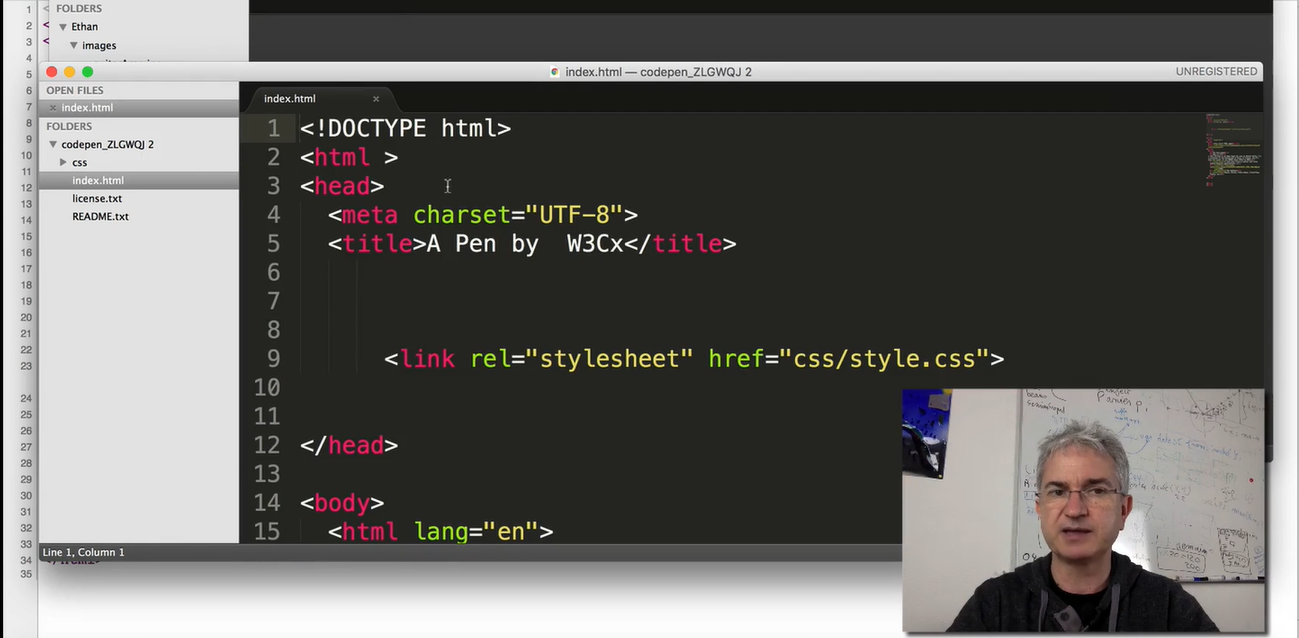 FOLDERS
Ethan
images
index.html — codepen_ZLGWQJ 2
UNREGISTERED
OPEN FILES
index.html
FOLDERS
codepen_ZLGWQJ 2
css
index.html
license.txt
README.txt
index.html
1 <!DOCTYPE html>
2 <html >
3 <head>
4 <meta charset="UTF-8">
5 <title>A Pen by  W3Cx</title>
6
7
8
9 <link rel="stylesheet" href="css/style.css">
10
11
12 </head>
13
14 <body>
15 <html lang="en">
Line 1, Column 1
1
2
3
4
5
6
7
8
9
10
11
12
13
14
15
16
17
18
19
20
21
22
23
24
25
26
27
28
29
30
31
32
33
34
35